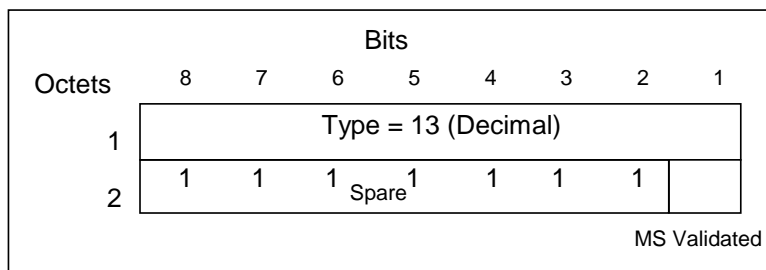 Bits
Octets 8 7 6 5 4 3 2 1
1 Type = 13 (Decimal)
2 1 1 1 1 1 1 1
Spare
MS Validated